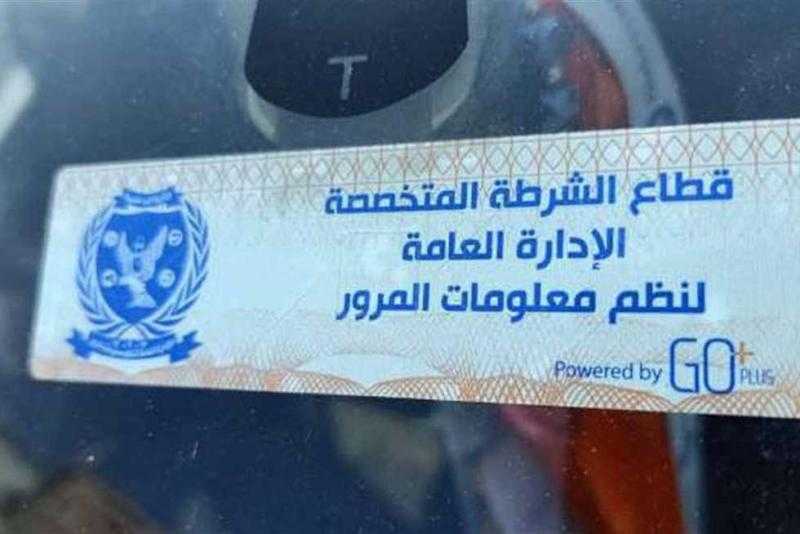 T
قطاع الشرطة المتخصصة
الإدارة العامة
لنظم معلومات المرور
Powered by GO+ PLUS